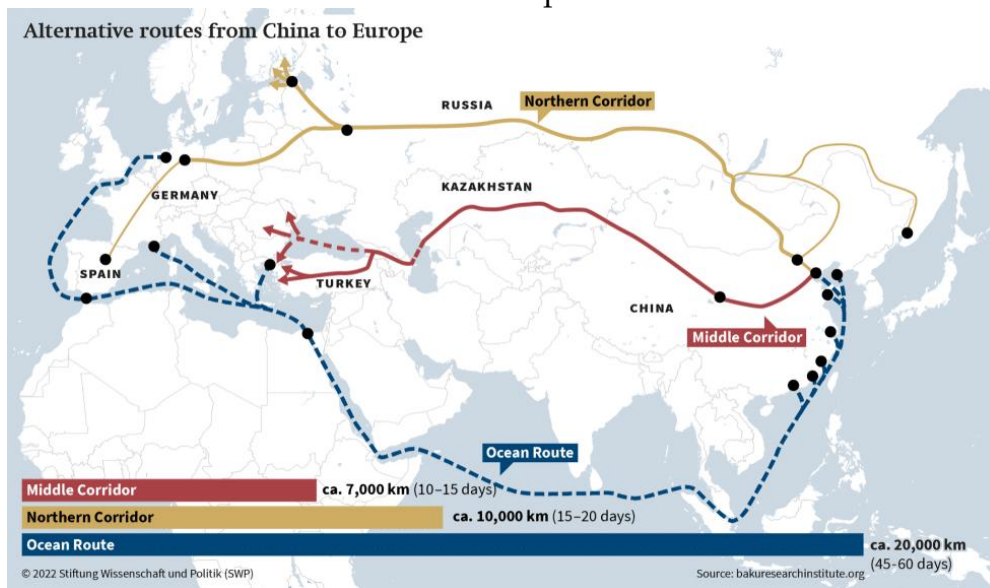 Alternative routes from China to Europe
RUSSIA
Northern Corridor
KAZAKHSTAN
GERMANY
SPAIN
TURKEY
CHINA
Middle Corridor
Ocean Route
Middle Corridor
ca. 7,000 km (10–15 days)
Northern Corridor
ca. 10,000 km (15–20 days)
Ocean Route
ca. 20,000 km
(45-60 days)
© 2022 Stiftung Wissenschaft und Politik (SWP)
Source: bakuresearchinstitute.org